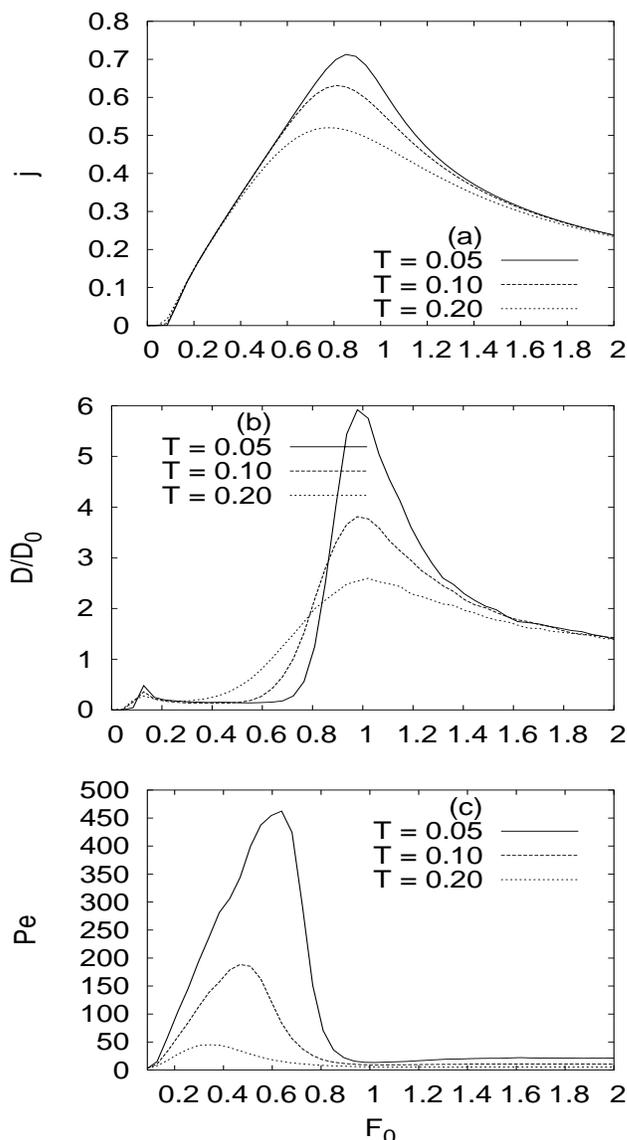 0.8
0.7
0.6
0.5
0.4
0.3
0.2
0.1
0
j
(a)
T = 0.05
T = 0.10
T = 0.20
0 0.2 0.4 0.6 0.8 1 1.2 1.4 1.6 1.8 2
6
5
4
3
2
1
0
D/D0
(b)
T = 0.05
T = 0.10
T = 0.20
0 0.2 0.4 0.6 0.8 1 1.2 1.4 1.6 1.8 2
500
450
400
350
300
250
200
150
100
50
0
Pe
(c)
T = 0.05
T = 0.10
T = 0.20
0.2 0.4 0.6 0.8 1 1.2 1.4 1.6 1.8 2
F0